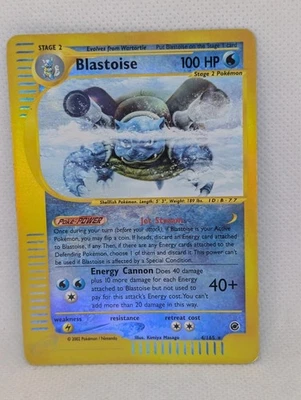 STAGE 2 Evolves from Wartortle Put Blastoise on the Stage 1 card
Blastoise 100 HP
Stage 2 Pokémon
Shellfish Pokémon. Length: 5' 3", Weight: 189 lbs.
Poké-POWER Jet Stream
Once during your turn (before your attack), if Blastoise is your Active
Pokémon, you may flip a coin. If heads, discard an Energy card attached
to Blastoise, if any. Then, if there are any Energy cards attached to the
Defending Pokémon, choose 1 of them and discard it. This power can't
be used if Blastoise is affected by a Special Condition.
Energy Cannon Does 40 damage
plus 10 more damage for each Energy
attached to Blastoise but not used to
pay for this attack's Energy cost. You can't
add more than 20 damage in this way.
40+
weakness resistance retreat cost
©2002 Pokémon / Nintendo Illus. 4/165